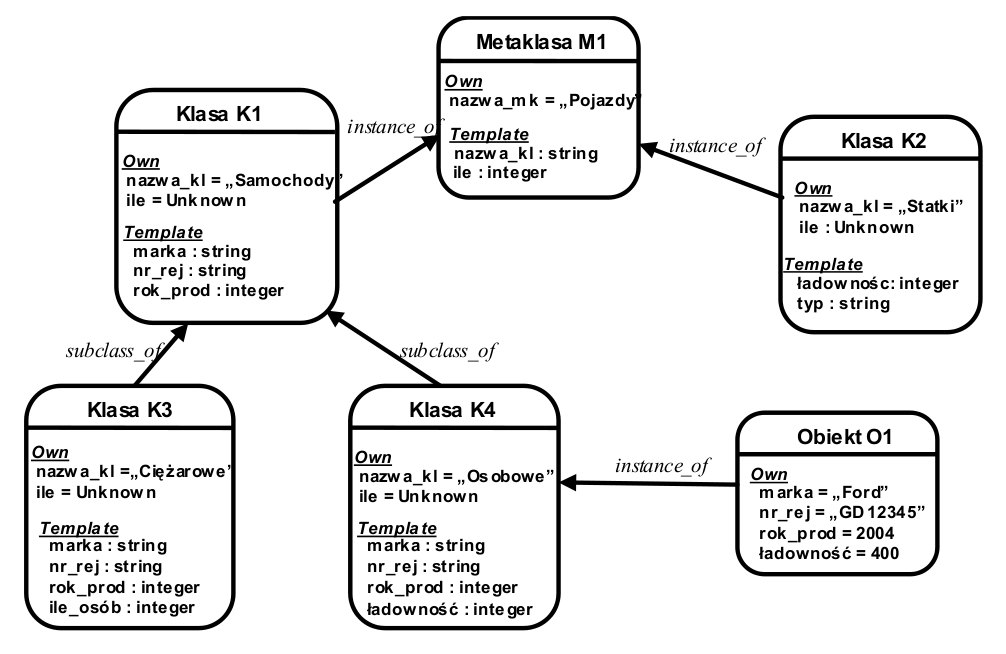 Metaklasa M1
Own
nazwa_mk = „Pojazdy”
Template
nazwa_kl : string
ile : integer
Klasa K1
Own
nazwa_kl = „Samochody”
ile = Unknown
Template
marka : string
nr_rej : string
rok_prod : integer
instance_of
instance_of
Klasa K2
Own
nazwa_kl = „Statki”
ile : Unknown
Template
ładownośc: integer
typ : string
subclass_of
subclass_of
Klasa K3
Own
nazwa_kl =„Ciężarowe”
ile = Unknown
Template
marka : string
nr_rej : string
rok_prod : integer
ile_osób : integer
Klasa K4
Own
nazwa_kl = „Osobowe”
ile = Unknown
Template
marka : string
nr_rej : string
rok_prod : integer
ładowność : integer
instance_of
Obiekt O1
Own
marka = „Ford”
nr_rej = „GD12345”
rok_prod = 2004
ładowność = 400